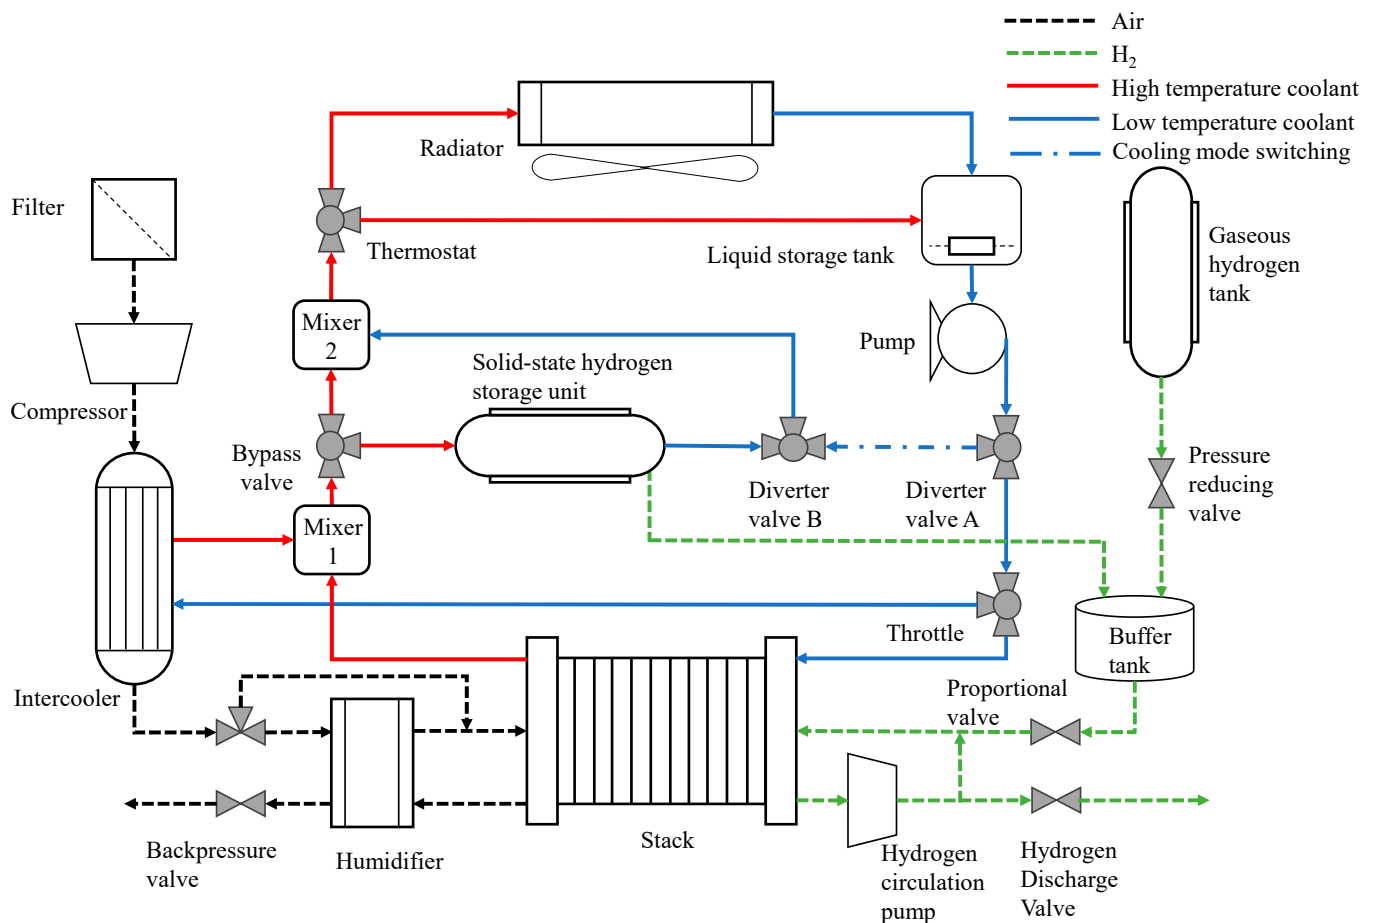 Air
H2
High temperature coolant
Low temperature coolant
Cooling mode switching
Radiator
Filter
Thermostat
Liquid storage tank
Gaseous
hydrogen
tank
Mixer
2
Pump
Solid-state hydrogen
storage unit
Compressor
Bypass
valve
Diverter
valve B
Diverter
valve A
Pressure
reducing
valve
Mixer
1
Throttle
Buffer
tank
Intercooler
Proportional
valve
Stack
Backpressure
valve
Humidifier
Hydrogen
circulation
pump
Hydrogen
Discharge
Valve